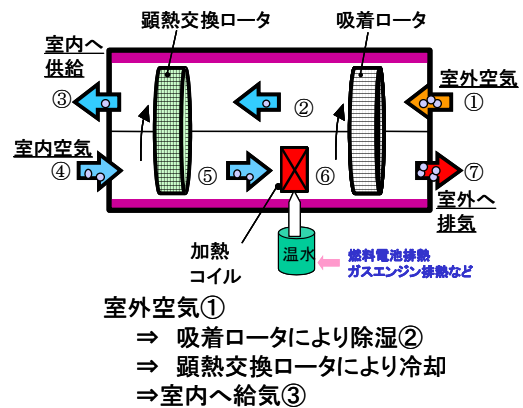 顕熱交換ロータ
吸着ロータ
室内へ
供給
室外空気
③
②
①
室内空気
④
⑤
⑥
⑦
室外へ
排気
加熱
コイル
温水
燃料電池排熱
ガスエンジン排熱など
室外空気①
⇒ 吸着ロータにより除湿②
⇒ 顕熱交換ロータにより冷却
⇒室内へ給気③